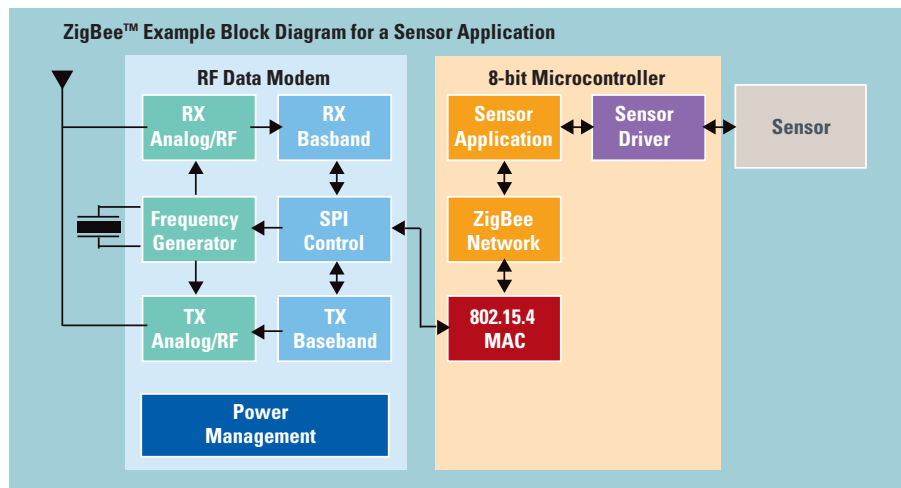 ZigBee™ Example Block Diagram for a Sensor Application
RF Data Modem
RX
Analog/RF
RX
Basband
Frequency
Generator
SPI
Control
TX
Analog/RF
TX
Baseband
Power
Management
8-bit Microcontroller
Sensor
Application
Sensor
Driver
ZigBee
Network
802.15.4
MAC
Sensor